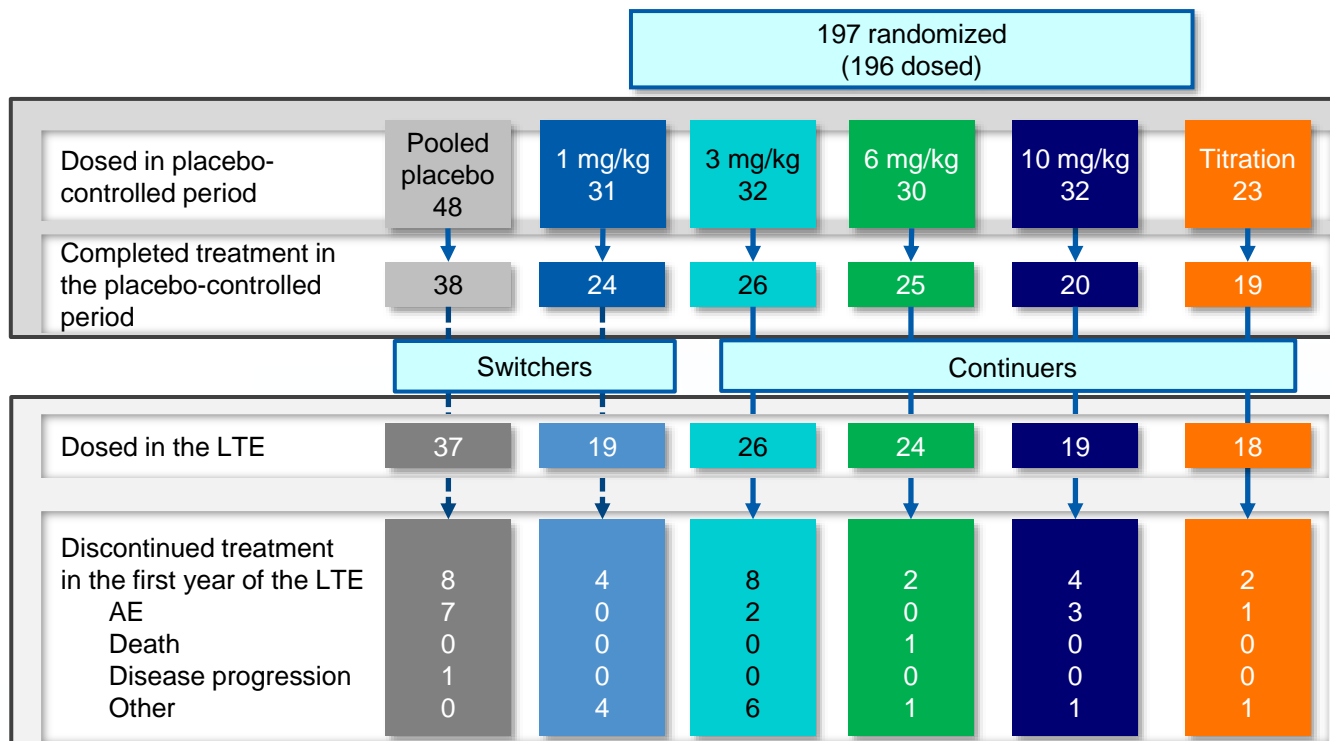 197 randomized
(196 dosed)
Dosed in placebo-
controlled period
Pooled
placebo
48
1 mg/kg
31
3 mg/kg
32
6 mg/kg
30
10 mg/kg
32
Titration
23
Completed treatment in
the placebo-controlled
period
38
24
26
25
20
19
Switchers
Continuers
Dosed in the LTE
37
19
26
24
19
18
Discontinued treatment
in the first year of the LTE 8 4 8 2 4 2
AE 7 0 2 0 3 1
Death 0 0 0 1 0 0
Disease progression 1 0 0 0 0 0
Other 0 4 6 1 1 1